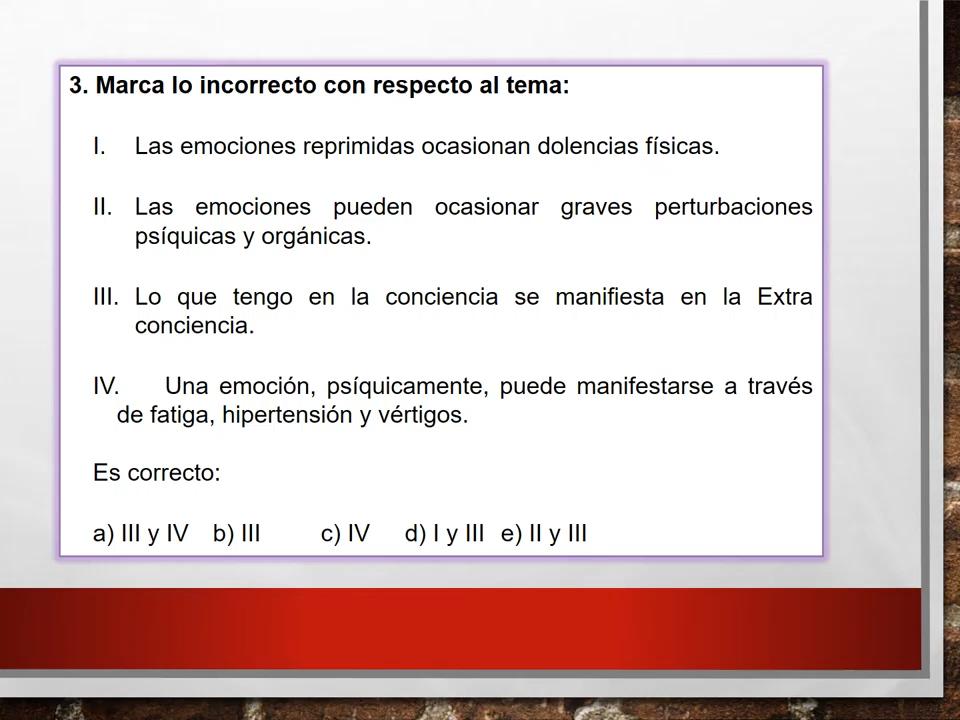 3. Marca lo incorrecto con respecto al tema:
I. Las emociones reprimidas ocasionan dolencias físicas.
II. Las emociones pueden ocasionar graves perturbaciones
psíquicas y orgánicas.
III. Lo que tengo en la conciencia se manifiesta en la Extra
conciencia.
IV. Una emoción, psíquicamente, puede manifestarse a través
de fatiga, hipertensión y vértigos.
Es correcto:
a) III y IV b) III c) IV d) I y III e) II y III